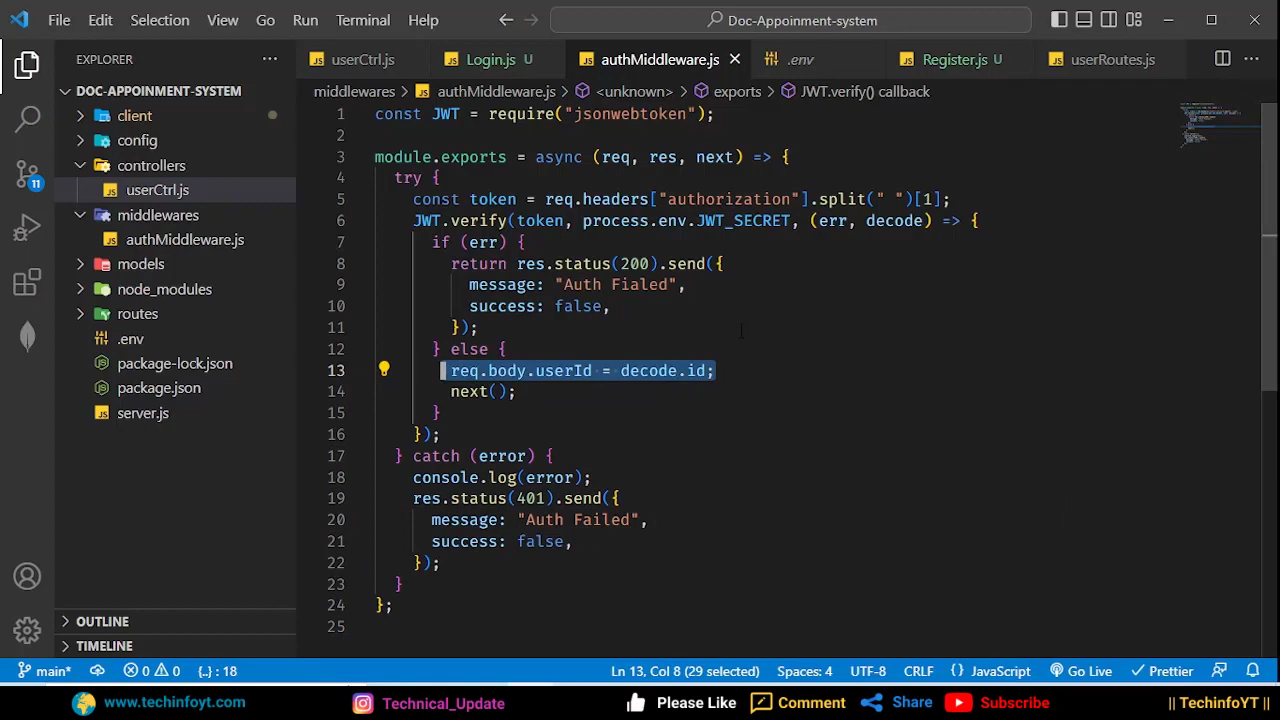 File Edit Selection View Go Run Terminal Help Doc-Appoinment-system
EXPLORER
userCtrl.js Login.js U authMiddleware.js .env Register.js U userRoutes.js
DOC-APPOINMENT-SYSTEM
client
config
controllers
userCtrl.js
middlewares
authMiddleware.js
models
node_modules
routes
.env
package-lock.json
package.json
server.js
OUTLINE
TIMELINE
11
middlewares > authMiddleware.js > <unknown> > exports > JWT.verify() callback
1 const JWT = require("jsonwebtoken");
2
3 module.exports = async (req, res, next) => {
4 try {
5 const token = req.headers["authorization"].split(" ")[1];
6 JWT.verify(token, process.env.JWT_SECRET, (err, decode) => {
7 if (err) {
8 return res.status(200).send({
9 message: "Auth Fialed",
10 success: false,
11 });
12 } else {
13 req.body.userId = decode.id;
14 next();
15 }
16 });
17 } catch (error) {
18 console.log(error);
19 res.status(401).send({
20 message: "Auth Failed",
21 success: false,
22 });
23 }
24 };
25
main* 0 0 {..} : 18 Ln 13, Col 8 (29 selected) Spaces: 4 UTF-8 CRLF {} JavaScript Go Live Prettier
www.techinfoyt.com Technical_Update Please Like Comment Share Subscribe || TechinfoYT ||